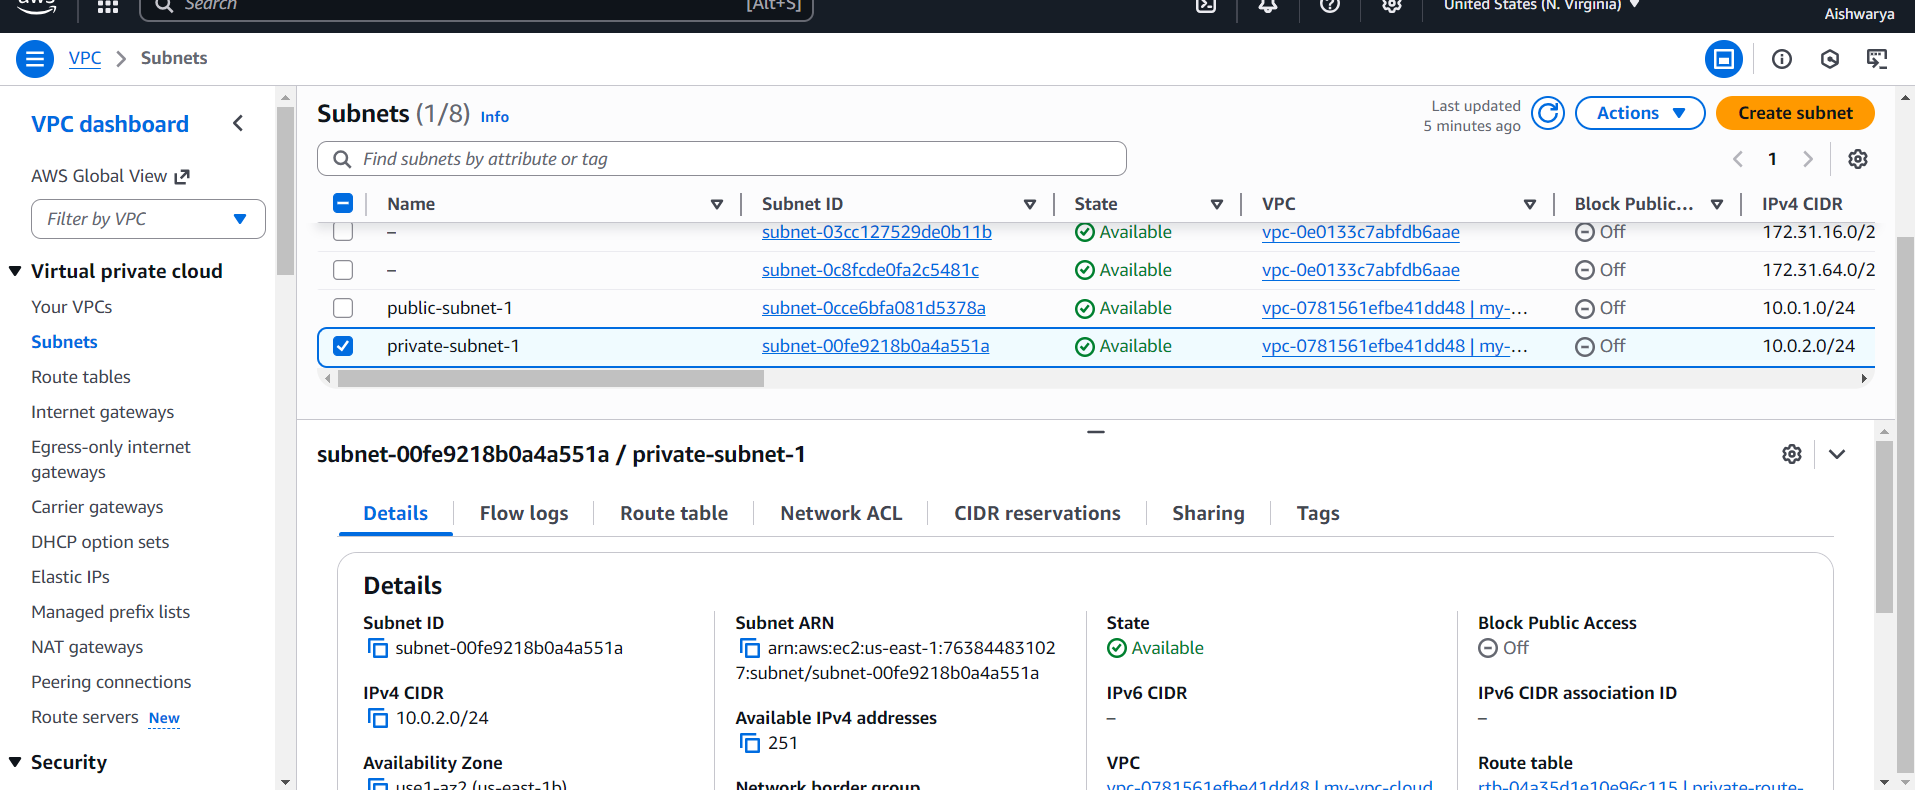 aws
Search
[Alt+S]
United States (N. Virginia)
Aishwarya
VPC
Subnets
VPC dashboard
AWS Global View
Filter by VPC
Virtual private cloud
Your VPCs
Subnets
Route tables
Internet gateways
Egress-only internet
gateways
Carrier gateways
DHCP option sets
Elastic IPs
Managed prefix lists
NAT gateways
Peering connections
Route servers New
Security
Subnets (1/8) Info
Last updated
5 minutes ago
Actions
Create subnet
Find subnets by attribute or tag
1
Name Subnet ID State VPC Block Public... IPv4 CIDR
– subnet-03cc127529de0b11b Available vpc-0e0133c7abfdb6aae Off 172.31.16.0/2
– subnet-0c8fcde0fa2c5481c Available vpc-0e0133c7abfdb6aae Off 172.31.64.0/2
public-subnet-1 subnet-0cce6bfa081d5378a Available vpc-0781561efbe41dd48 | my-... Off 10.0.1.0/24
private-subnet-1 subnet-00fe9218b0a4a551a Available vpc-0781561efbe41dd48 | my-... Off 10.0.2.0/24
subnet-00fe9218b0a4a551a / private-subnet-1
Details Flow logs Route table Network ACL CIDR reservations Sharing Tags
Details
Subnet ID
subnet-00fe9218b0a4a551a
IPv4 CIDR
10.0.2.0/24
Availability Zone
use1-az2 (us-east-1b)
Subnet ARN
arn:aws:ec2:us-east-1:76384483102
7:subnet/subnet-00fe9218b0a4a551a
Available IPv4 addresses
251
Network border group
State
Available
IPv6 CIDR
–
VPC
vpc-0781561efbe41dd48 | my-vpc-cloud
Block Public Access
Off
IPv6 CIDR association ID
–
Route table
rtb-04a35d1e10e96c115 | private-route-